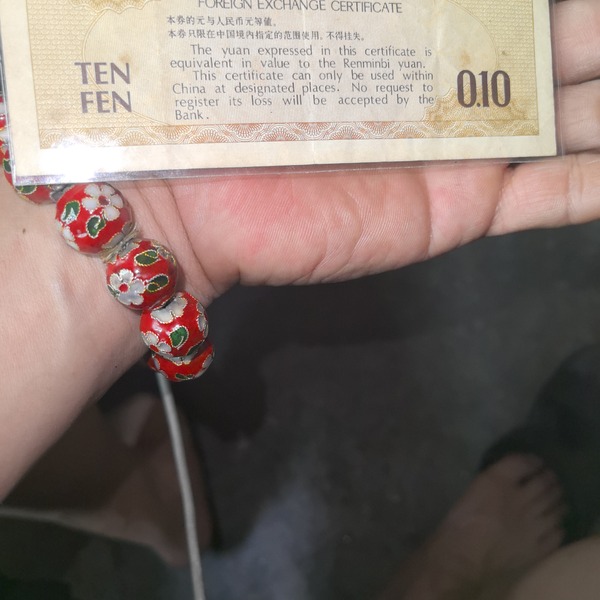 FOREIGN EXCHANGE CERTIFICATE
本券的元与人民币元等值。
本券只限在中国境内指定的范围使用，不得挂失。
The yuan expressed in this certificate is
equivalent in value to the Renminbi yuan.
This certificate can only be used within
China at designated places. No request to
register its loss will be accepted by the
Bank.
TEN
FEN
0.10